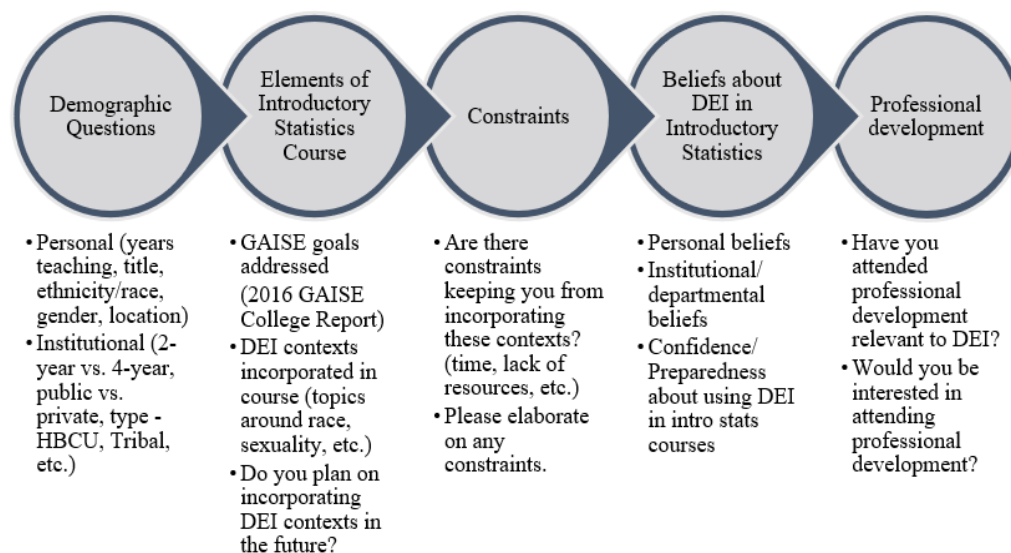 Demographic
Questions
Elements of
Introductory
Statistics
Course
Constraints
Beliefs about
DEI in
Introductory
Statistics
Professional
development
• Personal (years
teaching, title,
ethnicity/race,
gender, location)
• Institutional (2-
year vs. 4-year,
public vs.
private, type -
HBCU, Tribal,
etc.)
• GAISE goals
addressed
(2016 GAISE
College Report)
• DEI contexts
incorporated in
course (topics
around race,
sexuality, etc.)
• Do you plan on
incorporating
DEI contexts in
the future?
• Are there
constraints
keeping you from
incorporating
these contexts?
(time, lack of
resources, etc.)
• Please elaborate
on any
constraints.
• Personal beliefs
• Institutional/
departmental
beliefs
• Confidence/
Preparedness
about using DEI
in intro stats
courses
• Have you
attended
professional
development
relevant to DEI?
• Would you be
interested in
attending
professional
development?